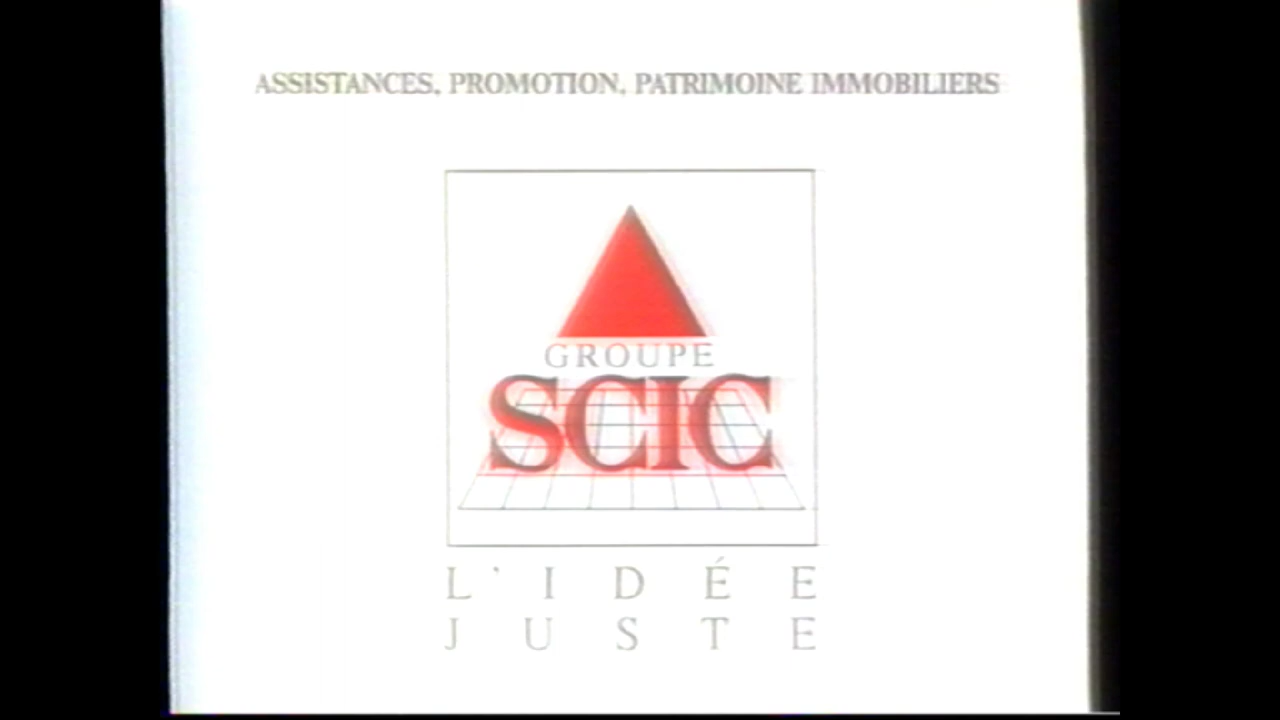 ASSISTANCES, PROMOTION, PATRIMOINE IMMOBILIERS
GROUPE
SCIC
L'IDÉE
JUSTE